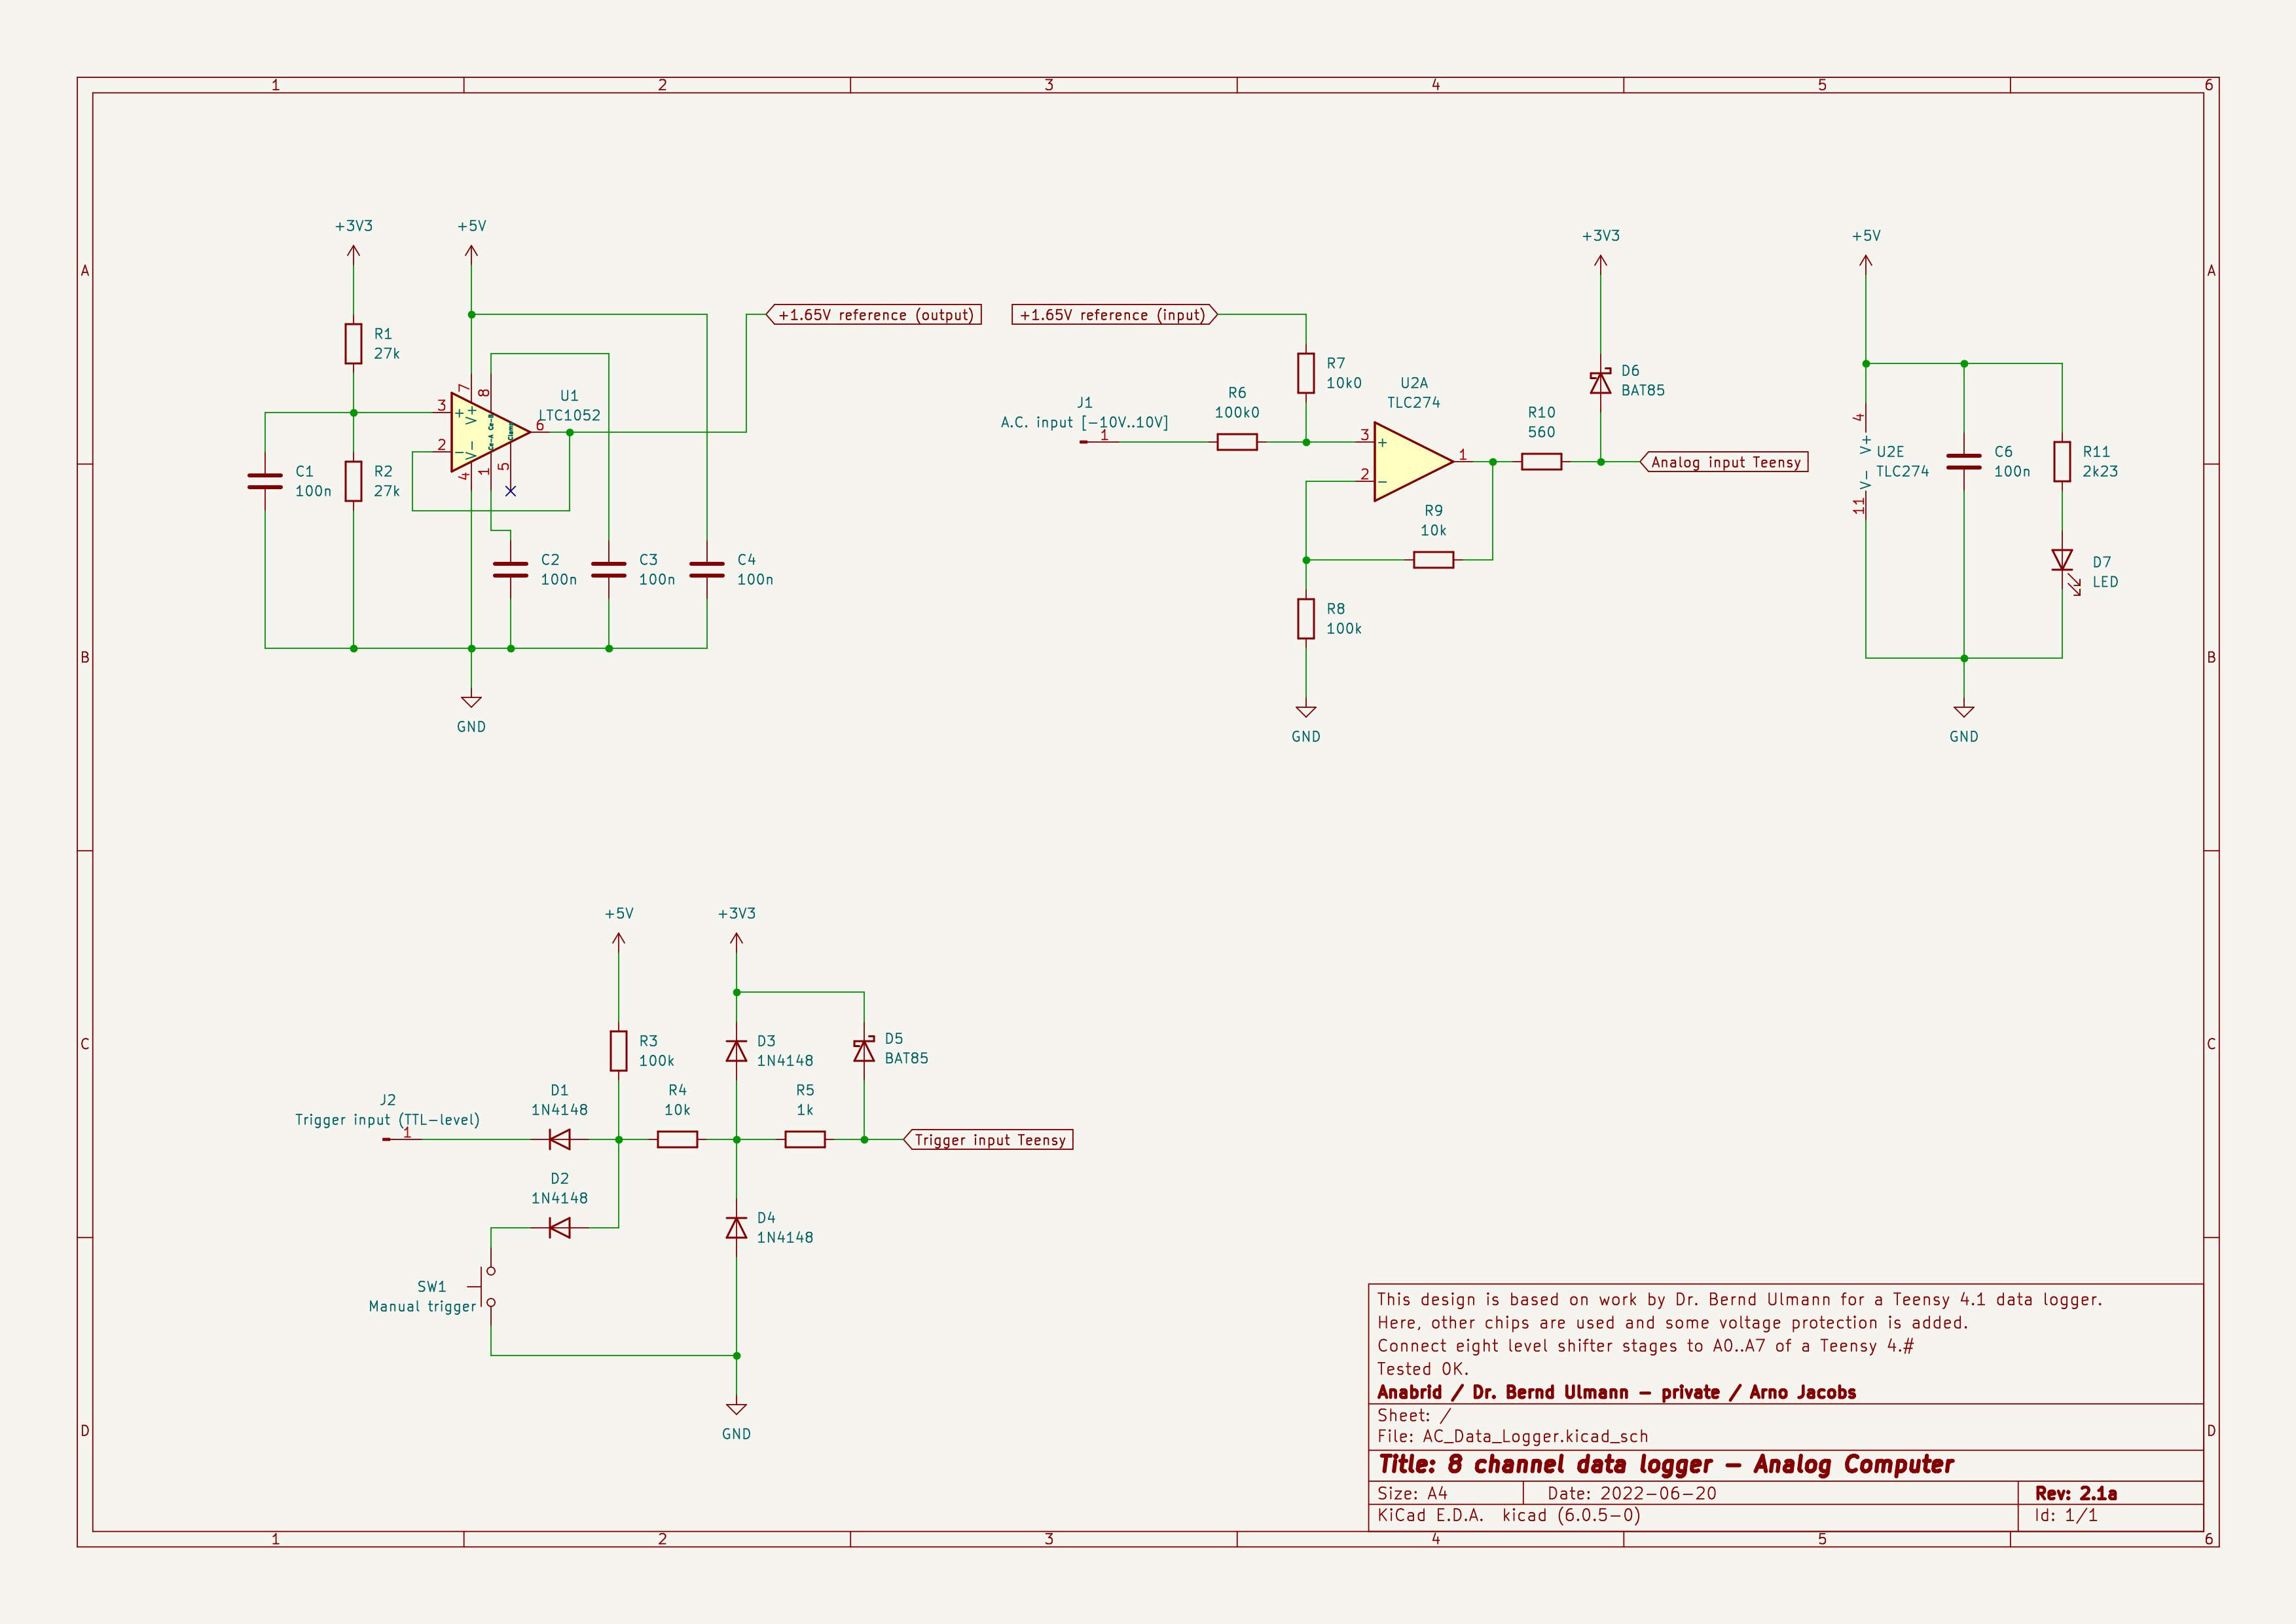 1 2 3 4 5 6
A
A
B
B
C
C
D
D
+3V3
+5V
R1
27k
R2
27k
C1
100n
3
2
7
8
4
1
5
6
+
-
V+
V-
Cx-A
Cx-B
Clamp
U1
LTC1052
C2
100n
C3
100n
C4
100n
GND
+1.65V reference (output)
+1.65V reference (input)
J1
A.C. input [-10V..10V]
1
R6
100k0
R7
10k0
U2A
TLC274
3
+
2
-
1
R9
10k
R8
100k
GND
R10
560
+3V3
D6
BAT85
Analog input Teensy
+5V
4
V+
V-
11
U2E
TLC274
C6
100n
R11
2k23
D7
LED
GND
+5V
+3V3
R3
100k
D3
1N4148
D5
BAT85
J2
Trigger input (TTL-level)
1
D1
1N4148
R4
10k
R5
1k
Trigger input Teensy
D2
1N4148
D4
1N4148
SW1
Manual trigger
GND
This design is based on work by Dr. Bernd Ulmann for a Teensy 4.1 data logger.
Here, other chips are used and some voltage protection is added.
Connect eight level shifter stages to A0..A7 of a Teensy 4.#
Tested OK.
Anabrid / Dr. Bernd Ulmann - private / Arno Jacobs
Sheet: /
File: AC_Data_Logger.kicad_sch
Title: 8 channel data logger - Analog Computer
Size: A4 Date: 2022-06-20 Rev: 2.1a
KiCad E.D.A. kicad (6.0.5-0) Id: 1/1
1 2 3 4 5 6